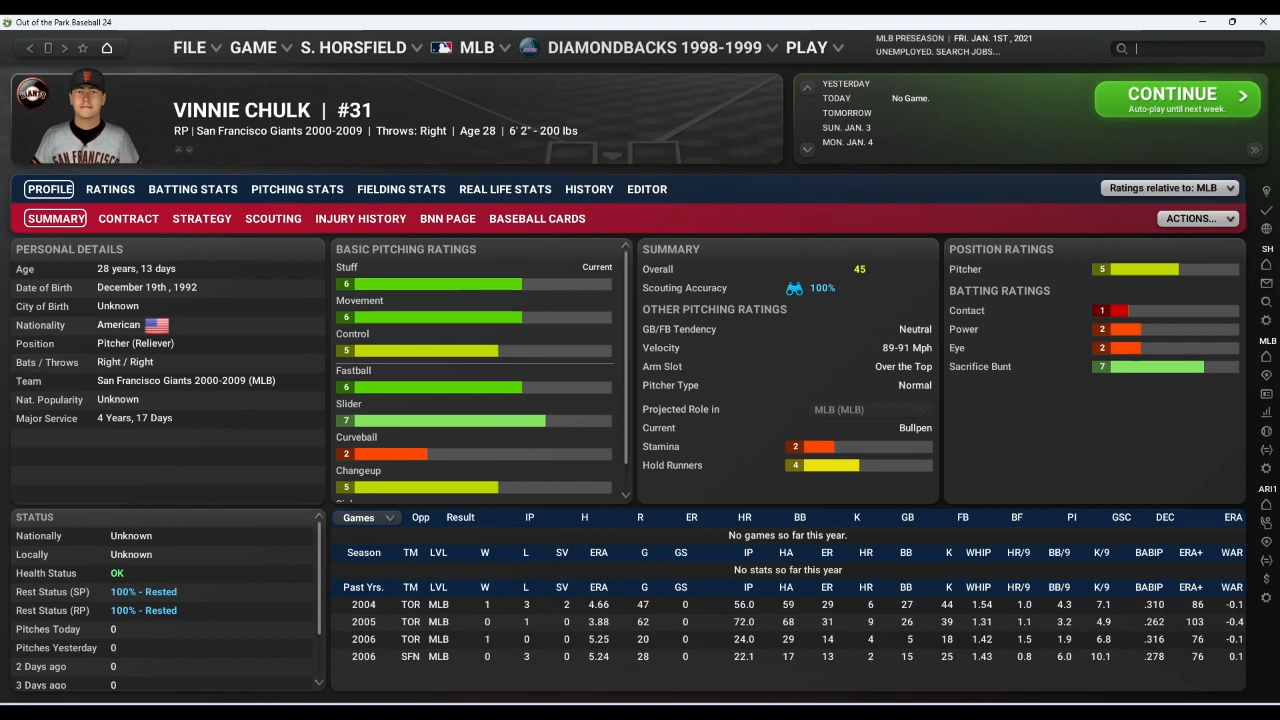 Out of the Park Baseball 24
FILE GAME S. HORSFIELD MLB DIAMONDBACKS 1998-1999 PLAY
MLB PRESEASON | FRI. JAN. 1ST, 2021
UNEMPLOYED. SEARCH JOBS...
VINNIE CHULK | #31
RP | San Francisco Giants 2000-2009 | Throws: Right | Age 28 | 6' 2" - 200 lbs
GIANTS
SAN FRANCISCO
YESTERDAY
TODAY No Game.
TOMORROW
SUN. JAN. 3
MON. JAN. 4
CONTINUE
Auto-play until next week.
PROFILE RATINGS BATTING STATS PITCHING STATS FIELDING STATS REAL LIFE STATS HISTORY EDITOR
Ratings relative to: MLB
SUMMARY CONTRACT STRATEGY SCOUTING INJURY HISTORY BNN PAGE BASEBALL CARDS
ACTIONS...
PERSONAL DETAILS
Age 28 years, 13 days
Date of Birth December 19th , 1992
City of Birth Unknown
Nationality American
Position Pitcher (Reliever)
Bats / Throws Right / Right
Team San Francisco Giants 2000-2009 (MLB)
Nat. Popularity Unknown
Major Service 4 Years, 17 Days
BASIC PITCHING RATINGS
Stuff Current
6
Movement
6
Control
5
Fastball
6
Slider
7
Curveball
2
Changeup
5
SUMMARY
Overall 45
Scouting Accuracy 100%
OTHER PITCHING RATINGS
GB/FB Tendency Neutral
Velocity 89-91 Mph
Arm Slot Over the Top
Pitcher Type Normal
Projected Role in MLB (MLB)
Current Bullpen
Stamina 2
Hold Runners 4
POSITION RATINGS
Pitcher 5
BATTING RATINGS
Contact 1
Power 2
Eye 2
Sacrifice Bunt 7
SH
MLB
ARI1
STATUS
Nationally Unknown
Locally Unknown
Health Status OK
Rest Status (SP) 100% - Rested
Rest Status (RP) 100% - Rested
Pitches Today 0
Pitches Yesterday 0
2 Days ago 0
3 Days ago 0
Games Opp Result IP H R ER HR BB K GB FB BF PI GSC DEC ERA
No games so far this year.
Season TM LVL W L SV ERA G GS IP HA ER HR BB K WHIP HR/9 BB/9 K/9 BABIP ERA+ WAR
No stats so far this year
Past Yrs. TM LVL W L SV ERA G GS IP HA ER HR BB K WHIP HR/9 BB/9 K/9 BABIP ERA+ WAR
2004 TOR MLB 1 3 2 4.66 47 0 56.0 59 29 6 27 44 1.54 1.0 4.3 7.1 .310 86 -0.1
2005 TOR MLB 0 1 0 3.88 62 0 72.0 68 31 9 26 39 1.31 1.1 3.2 4.9 .262 103 -0.4
2006 TOR MLB 1 0 0 5.25 20 0 24.0 29 14 4 5 18 1.42 1.5 1.9 6.8 .316 76 -0.1
2006 SFN MLB 0 3 0 5.24 28 0 22.1 17 13 2 15 25 1.43 0.8 6.0 10.1 .278 76 0.1